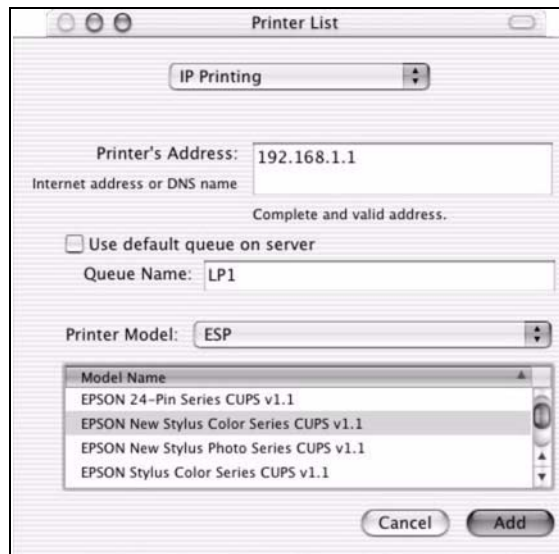 Printer List
IP Printing
Printer's Address: 192.168.1.1
Internet address or DNS name
Complete and valid address.
Use default queue on server
Queue Name: LP1
Printer Model: ESP
Model Name
EPSON 24-Pin Series CUPS v1.1
EPSON New Stylus Color Series CUPS v1.1
EPSON New Stylus Photo Series CUPS v1.1
EPSON Stylus Color Series CUPS v1.1
Cancel Add